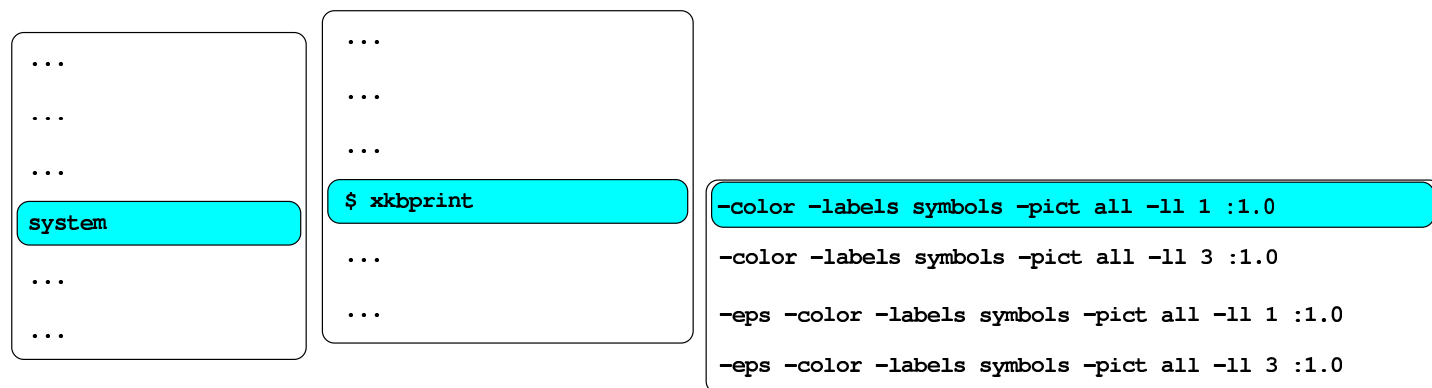 ...
...
...
system
...
...
...
...
...
$ xkbprint
...
...
-color -labels symbols -pict all -ll 1 :1.0
-color -labels symbols -pict all -ll 3 :1.0
-eps -color -labels symbols -pict all -ll 1 :1.0
-eps -color -labels symbols -pict all -ll 3 :1.0